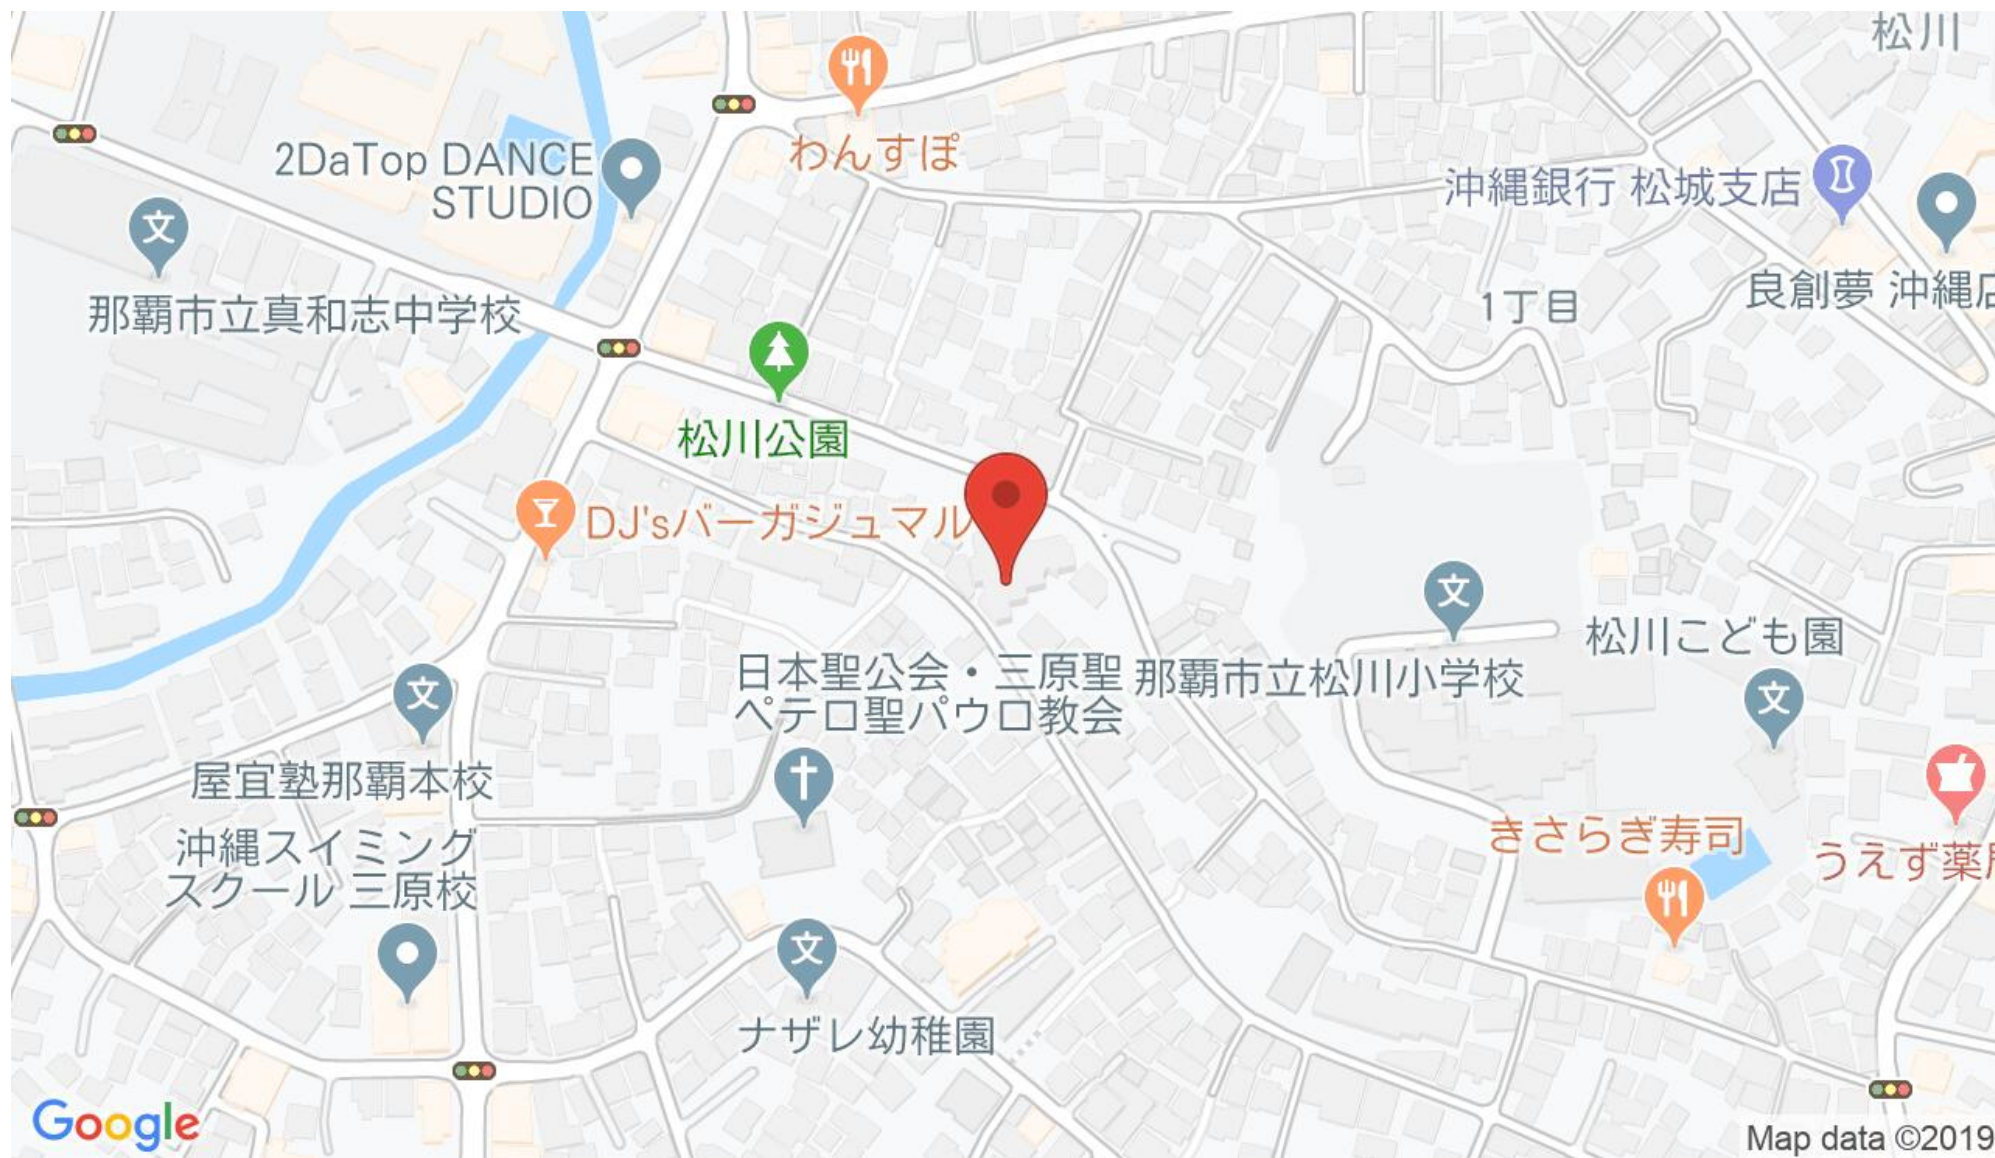 松川
わんすぽ
2DaTop DANCE
STUDIO
沖縄銀行 松城支店
那覇市立真和志中学校
1丁目
良創夢 沖縄店
松川公園
DJ'sバーガジュマル
松川こども園
日本聖公会・三原聖
ペテロ聖パウロ教会
那覇市立松川小学校
屋宜塾那覇本校
沖縄スイミング
スクール 三原校
きさらぎ寿司
うえず薬局
ナザレ幼稚園
Google
Map data ©2019